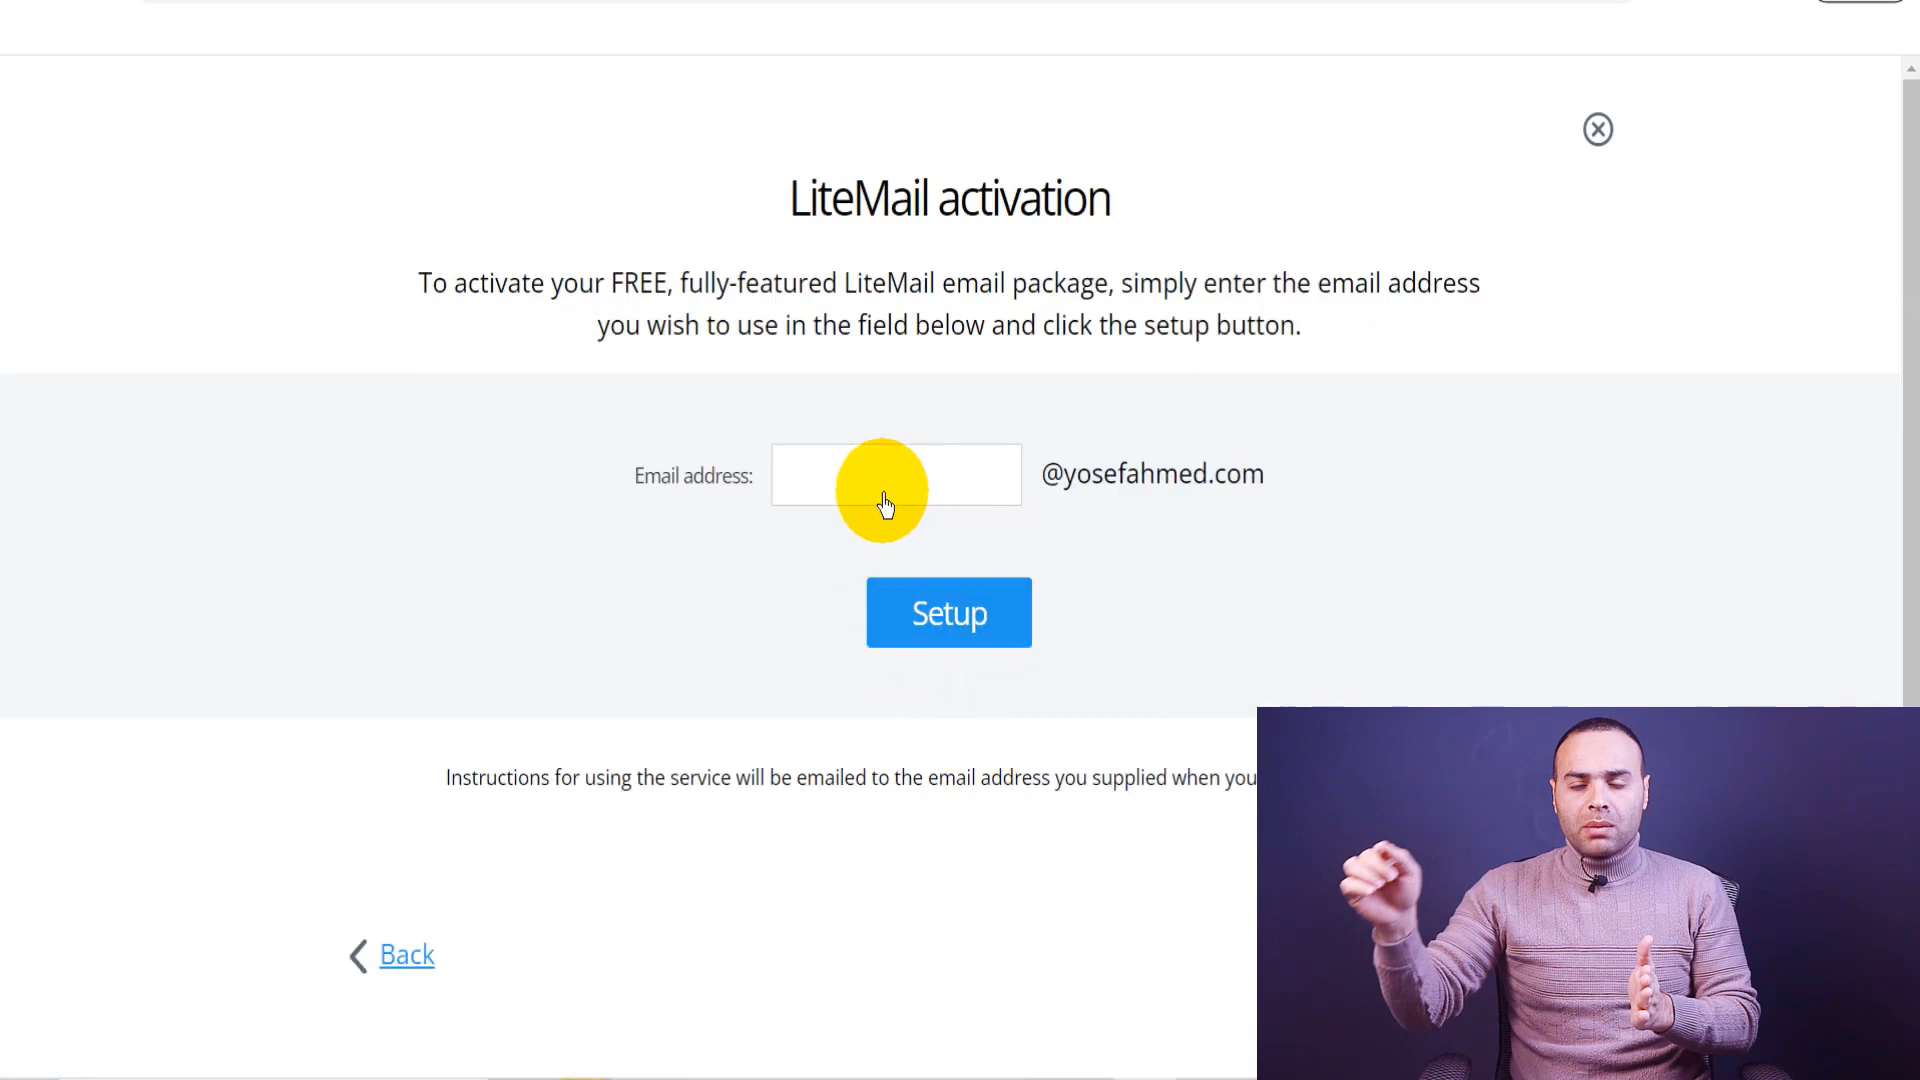 LiteMail activation
To activate your FREE, fully-featured LiteMail email package, simply enter the email address
you wish to use in the field below and click the setup button.
Email address:
@yosefahmed.com
Setup
Instructions for using the service will be emailed to the email address you supplied when you
Back